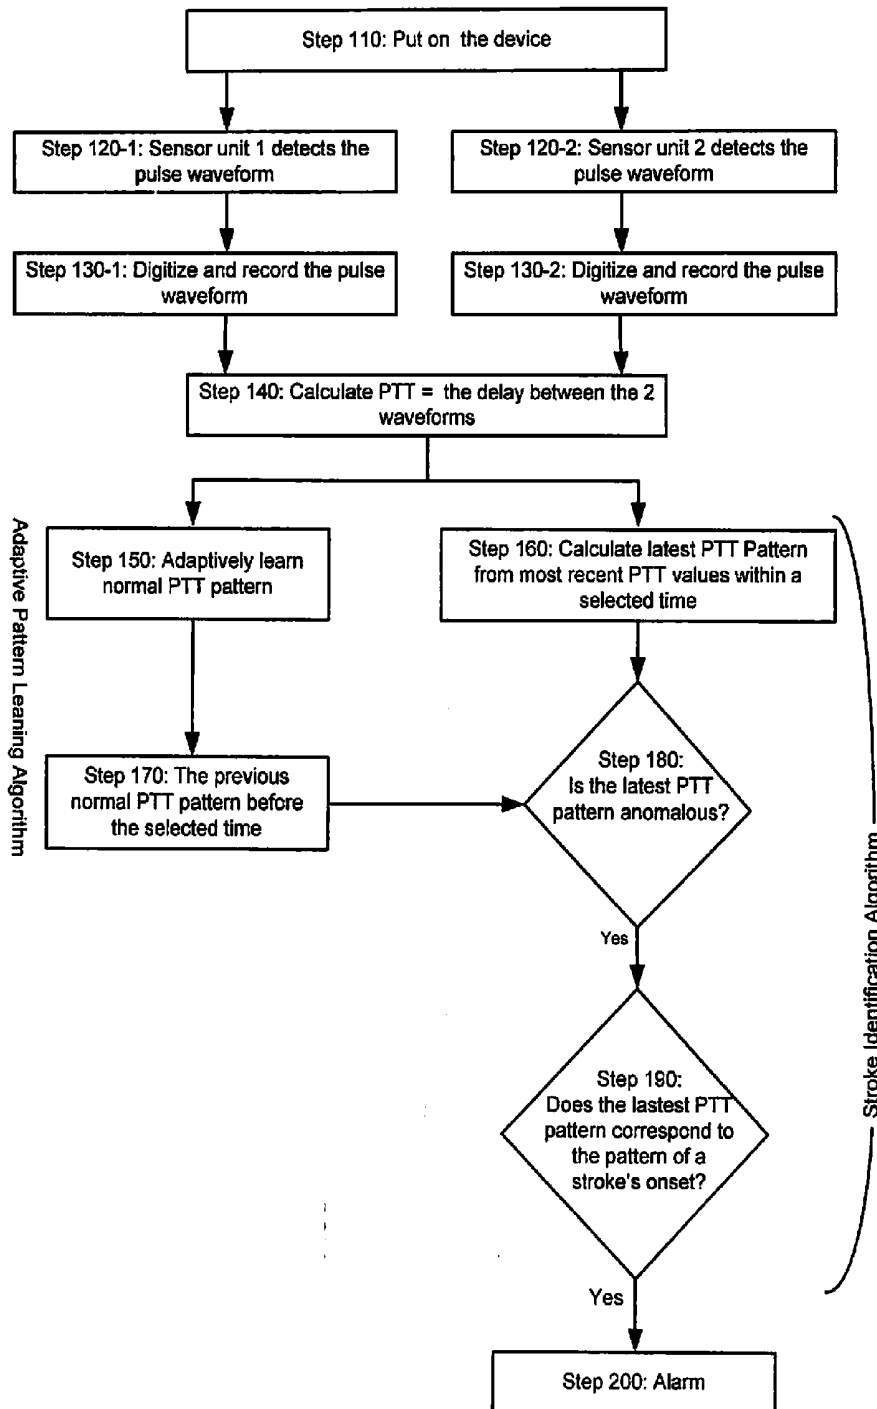 Step 110: Put on the device
Step 120-1: Sensor unit 1 detects the
pulse waveform
Step 120-2: Sensor unit 2 detects the
pulse waveform
Step 130-1: Digitize and record the pulse
waveform
Step 130-2: Digitize and record the pulse
waveform
Step 140: Calculate PTT = the delay between the 2
waveforms
Adaptive Pattern Leaning Algorithm
Step 150: Adaptively learn
normal PTT pattern
Step 160: Calculate latest PTT Pattern
from most recent PTT values within a
selected time
Step 170: The previous
normal PTT pattern before
the selected time
Step 180:
Is the latest PTT
pattern anomalous?
Yes
Step 190:
Does the lastest PTT
pattern correspond to
the pattern of a
stroke's onset?
Yes
Stroke Identification Algorithm
Step 200: Alarm